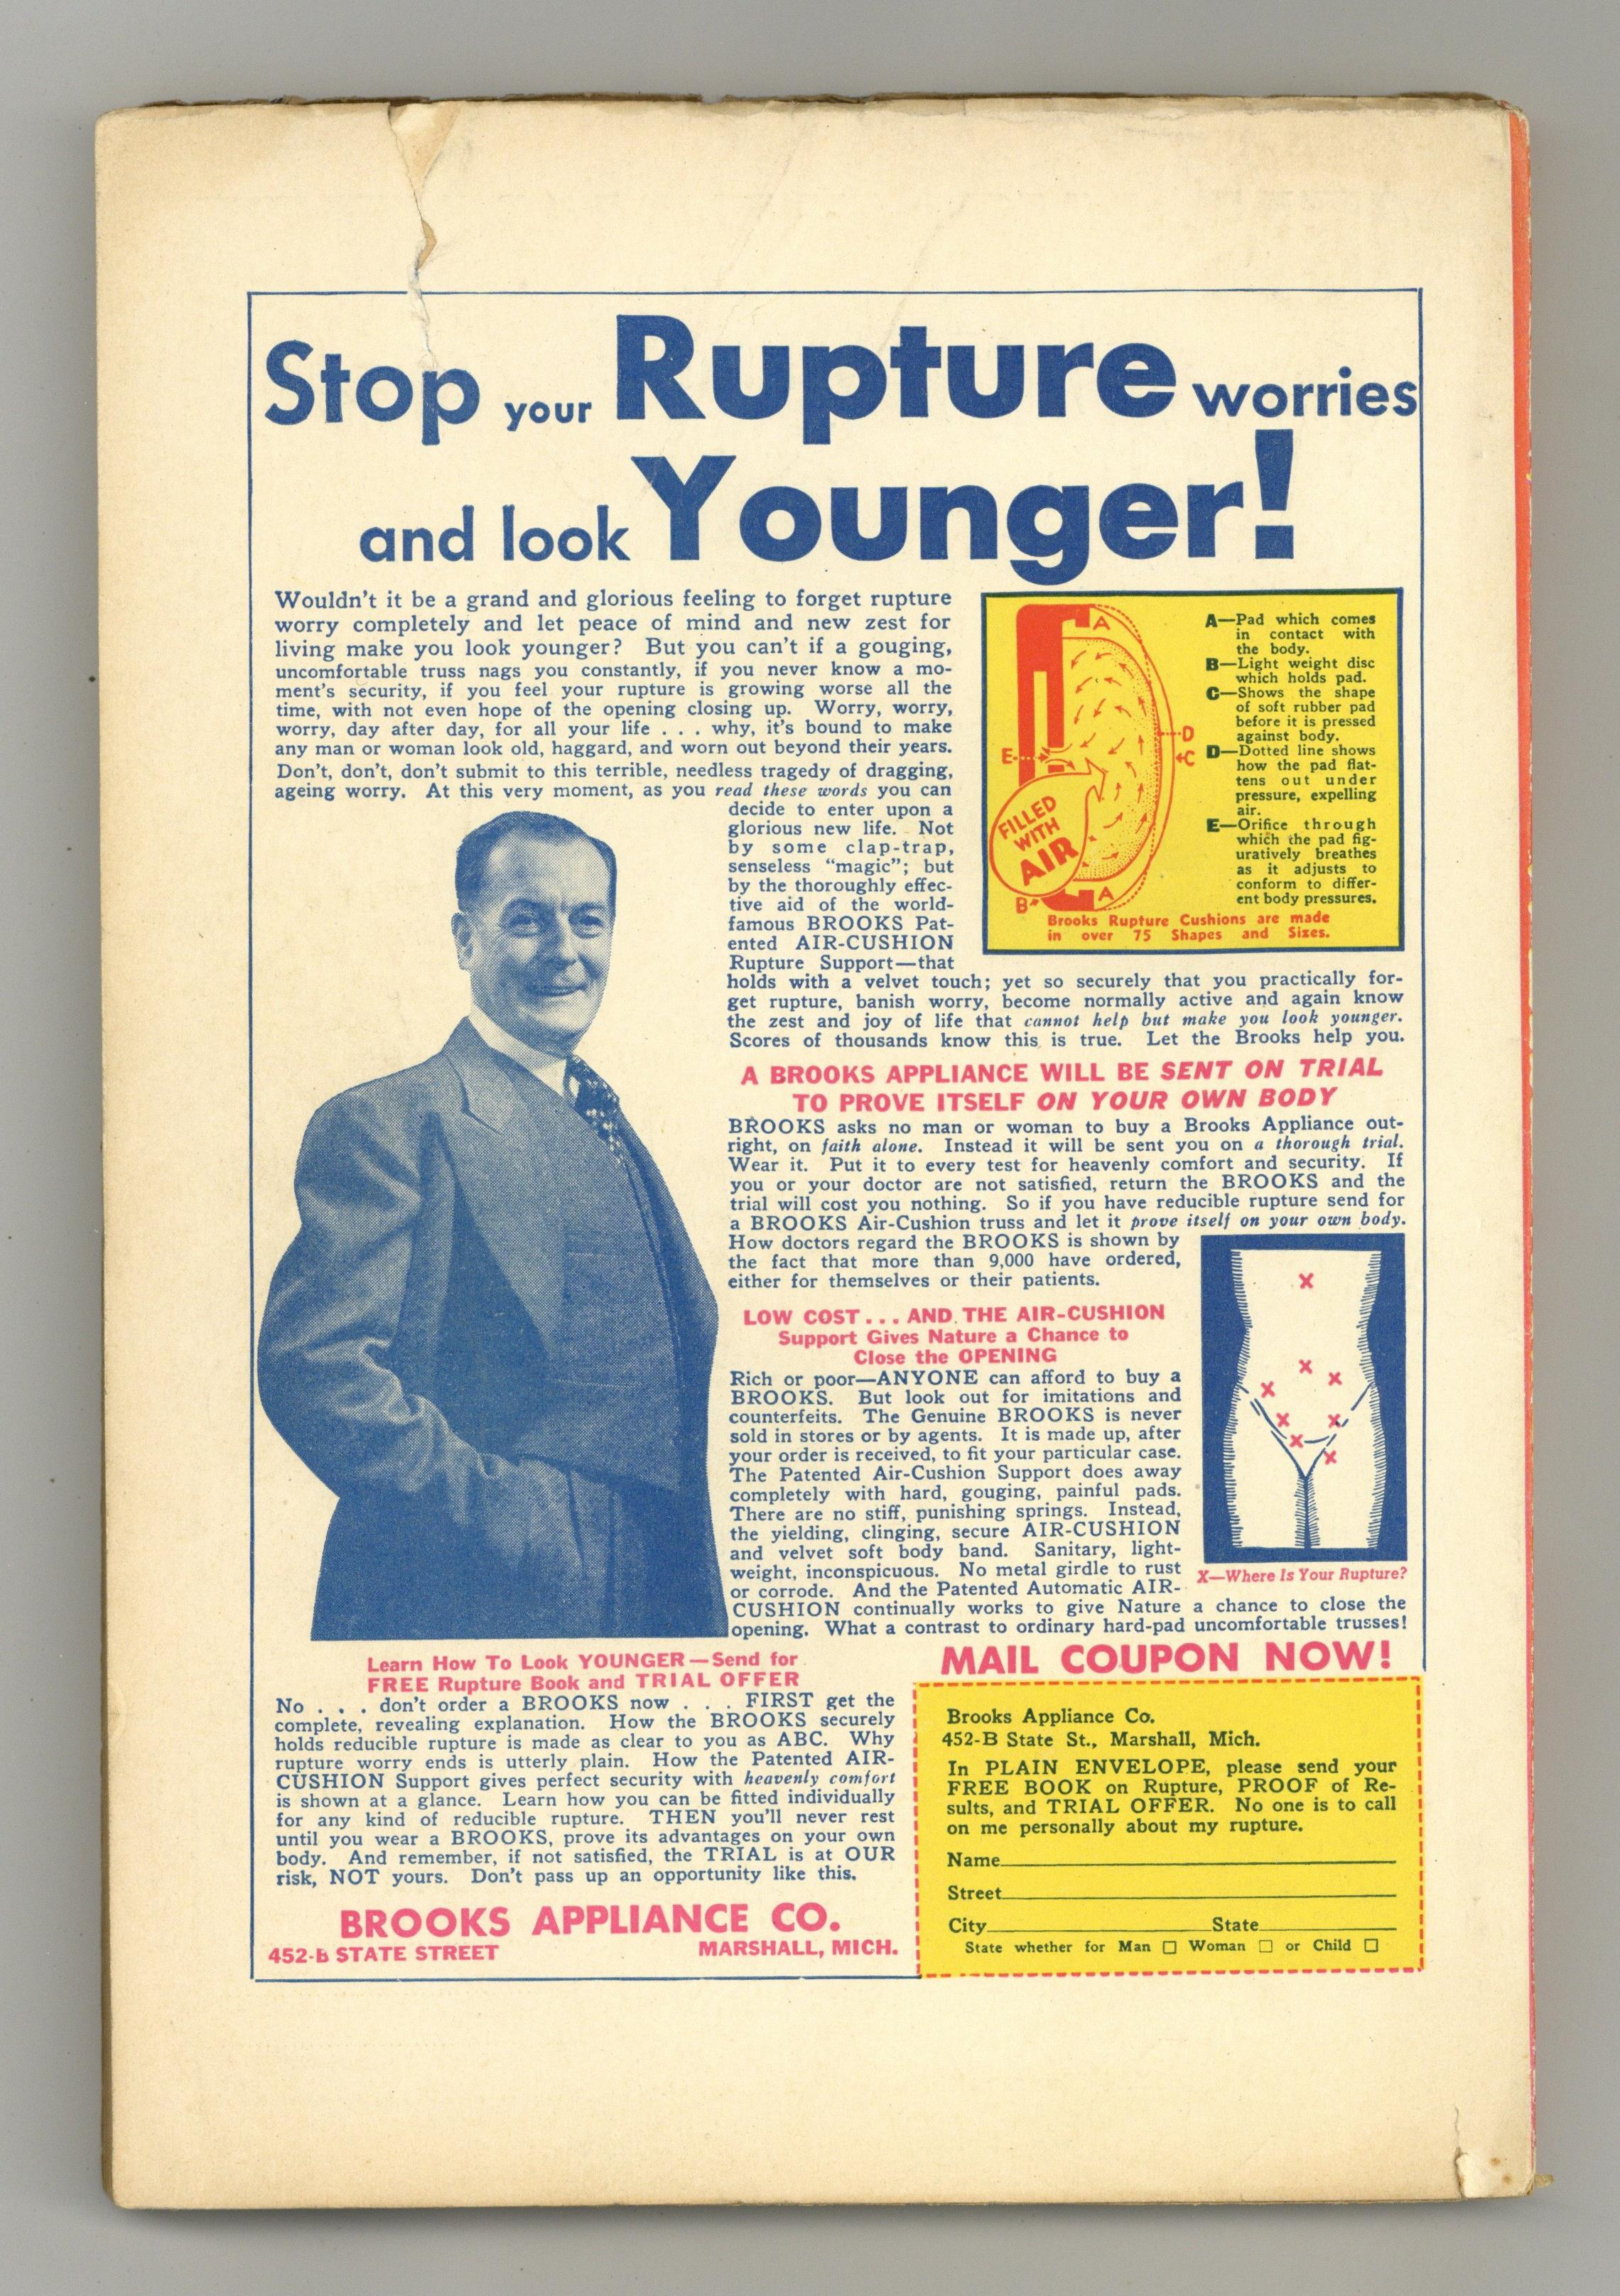 Stop your Rupture worries
and look Younger!
Wouldn't it be a grand and glorious feeling to forget rupture
worry completely and let peace of mind and new zest for
living make you look younger? But you can't if a gouging,
uncomfortable truss nags you constantly, if you never know a mo-
ment's security, if you feel your rupture is growing worse all the
time, with not even hope of the opening closing up. Worry, worry,
worry, day after day, for all your life . . . why, it's bound to make
any man or woman look old, haggard, and worn out beyond their years.
Don't, don't, don't submit to this terrible, needless tragedy of dragging,
ageing worry. At this very moment, as you read these words you can
decide to enter upon a
glorious new life. Not
by some clap-trap,
senseless "magic"; but
by the thoroughly effec-
tive aid of the world-
famous BROOKS Pat-
ented AIR-CUSHION
Rupture Support—that
holds with a velvet touch; yet so securely that you practically for-
get rupture, banish worry, become normally active and again know
the zest and joy of life that cannot help but make you look younger.
Scores of thousands know this is true. Let the Brooks help you.
A
D
C
E
FILLED
WITH
AIR
B
A
A—Pad which comes
in contact with
the body.
B—Light weight disc
which holds pad.
C—Shows the shape
of soft rubber pad
before it is pressed
against body.
D—Dotted line shows
how the pad flat-
tens out under
pressure, expelling
air.
E—Orifice through
which the pad fig-
uratively breathes
as it adjusts to
conform to differ-
ent body pressures.
Brooks Rupture Cushions are made
in over 75 Shapes and Sizes.
A BROOKS APPLIANCE WILL BE SENT ON TRIAL
TO PROVE ITSELF ON YOUR OWN BODY
BROOKS asks no man or woman to buy a Brooks Appliance out-
right, on faith alone. Instead it will be sent you on a thorough trial.
Wear it. Put it to every test for heavenly comfort and security. If
you or your doctor are not satisfied, return the BROOKS and the
trial will cost you nothing. So if you have reducible rupture send for
a BROOKS Air-Cushion truss and let it prove itself on your own body.
How doctors regard the BROOKS is shown by
the fact that more than 9,000 have ordered,
either for themselves or their patients.
LOW COST . . . AND THE AIR-CUSHION
Support Gives Nature a Chance to
Close the OPENING
Rich or poor—ANYONE can afford to buy a
BROOKS. But look out for imitations and
counterfeits. The Genuine BROOKS is never
sold in stores or by agents. It is made up, after
your order is received, to fit your particular case.
The Patented Air-Cushion Support does away
completely with hard, gouging, painful pads.
There are no stiff, punishing springs. Instead,
the yielding, clinging, secure AIR-CUSHION
and velvet soft body band. Sanitary, light-
weight, inconspicuous. No metal girdle to rust
or corrode. And the Patented Automatic AIR-
CUSHION continually works to give Nature a chance to close the
opening. What a contrast to ordinary hard-pad uncomfortable trusses!
X—Where Is Your Rupture?
Learn How To Look YOUNGER—Send for
FREE Rupture Book and TRIAL OFFER
No . . . don't order a BROOKS now . . . FIRST get the
complete, revealing explanation. How the BROOKS securely
holds reducible rupture is made as clear to you as ABC. Why
rupture worry ends is utterly plain. How the Patented AIR-
CUSHION Support gives perfect security with heavenly comfort
is shown at a glance. Learn how you can be fitted individually
for any kind of reducible rupture. THEN you'll never rest
until you wear a BROOKS, prove its advantages on your own
body. And remember, if not satisfied, the TRIAL is at OUR
risk, NOT yours. Don't pass up an opportunity like this.
BROOKS APPLIANCE CO.
452-B STATE STREET MARSHALL, MICH.
MAIL COUPON NOW!
Brooks Appliance Co.
452-B State St., Marshall, Mich.
In PLAIN ENVELOPE, please send your
FREE BOOK on Rupture, PROOF of Re-
sults, and TRIAL OFFER. No one is to call
on me personally about my rupture.
Name
Street
City State
State whether for Man □ Woman □ or Child □